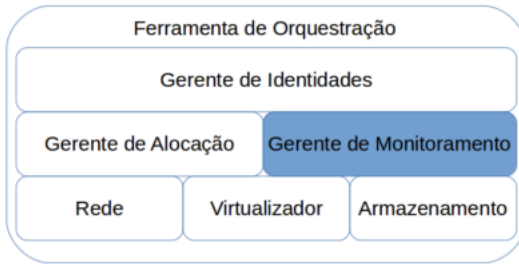 Ferramenta de Orquestração
Gerente de Identidades
Gerente de Alocação
Gerente de Monitoramento
Rede
Virtualizador
Armazenamento